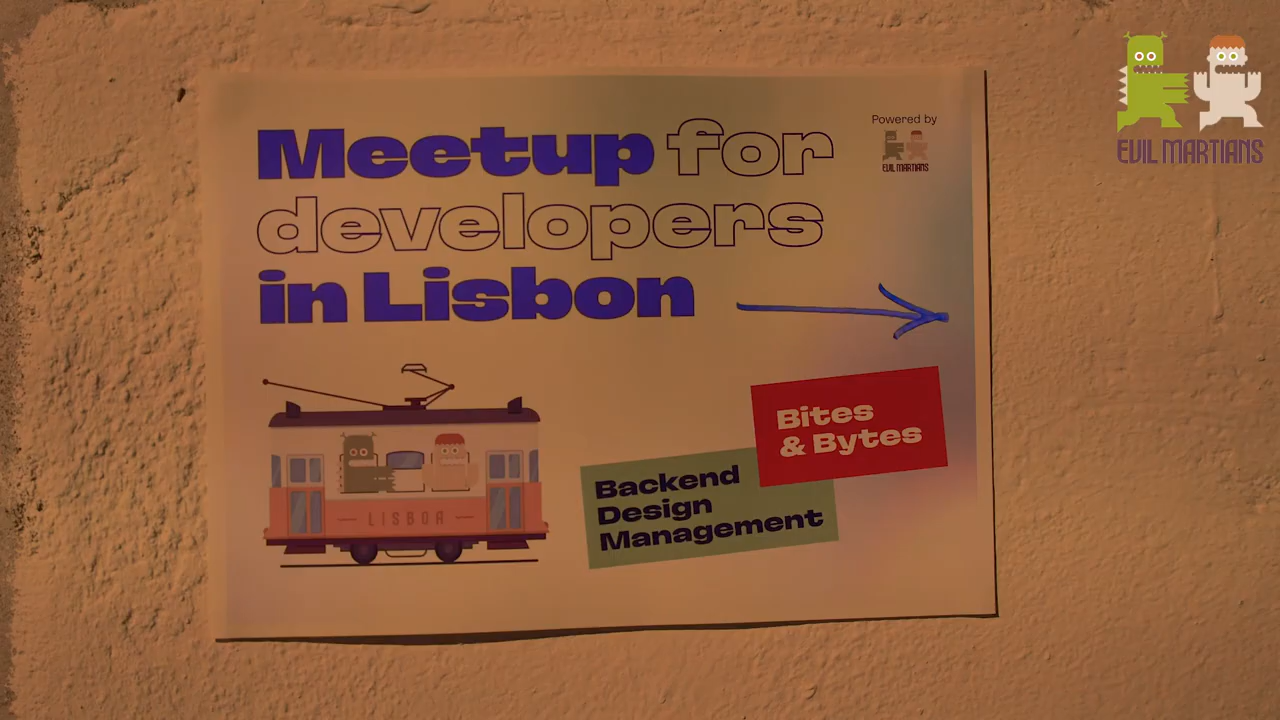 Meetup for
developers
in Lisbon
Powered by
EVIL MARTIANS
EVIL MARTIANS
Bites
& Bytes
Backend
Design
Management
LISBOA